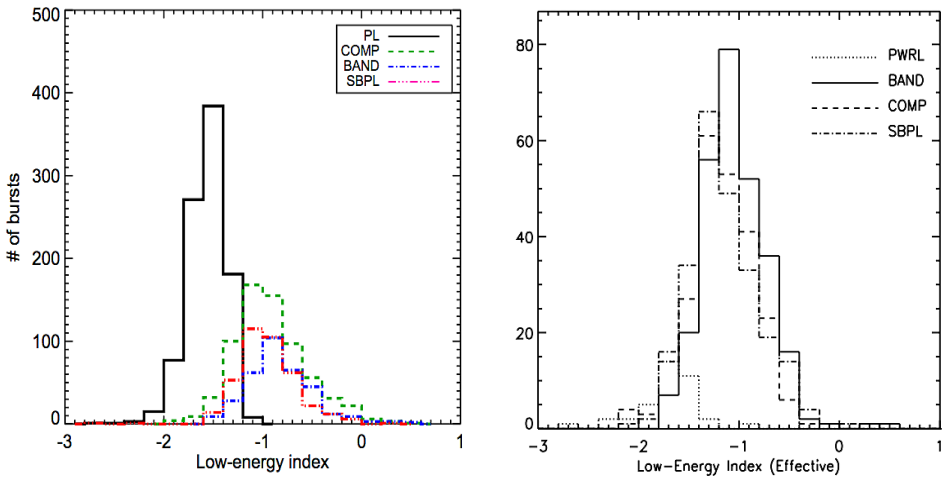 500
400
300
200
100
0
# of bursts
PL
COMP
BAND
SBPL
-3
-2
-1
0
1
Low-energy index
80
60
40
20
0
PWRL
BAND
COMP
SBPL
-3
-2
-1
0
1
Low-Energy Index (Effective)